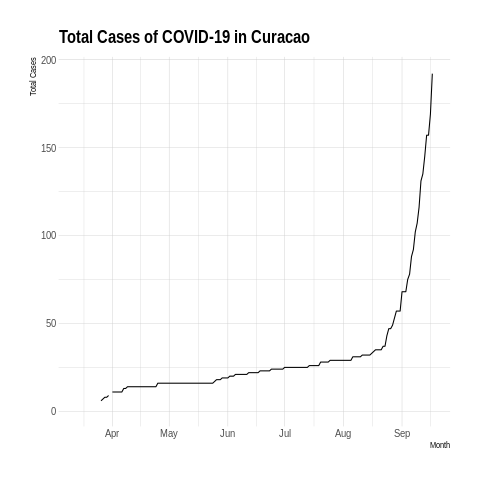 Total Cases of COVID-19 in Curacao
Total Cases
200
150
100
50
0
Apr May Jun Jul Aug Sep
Month